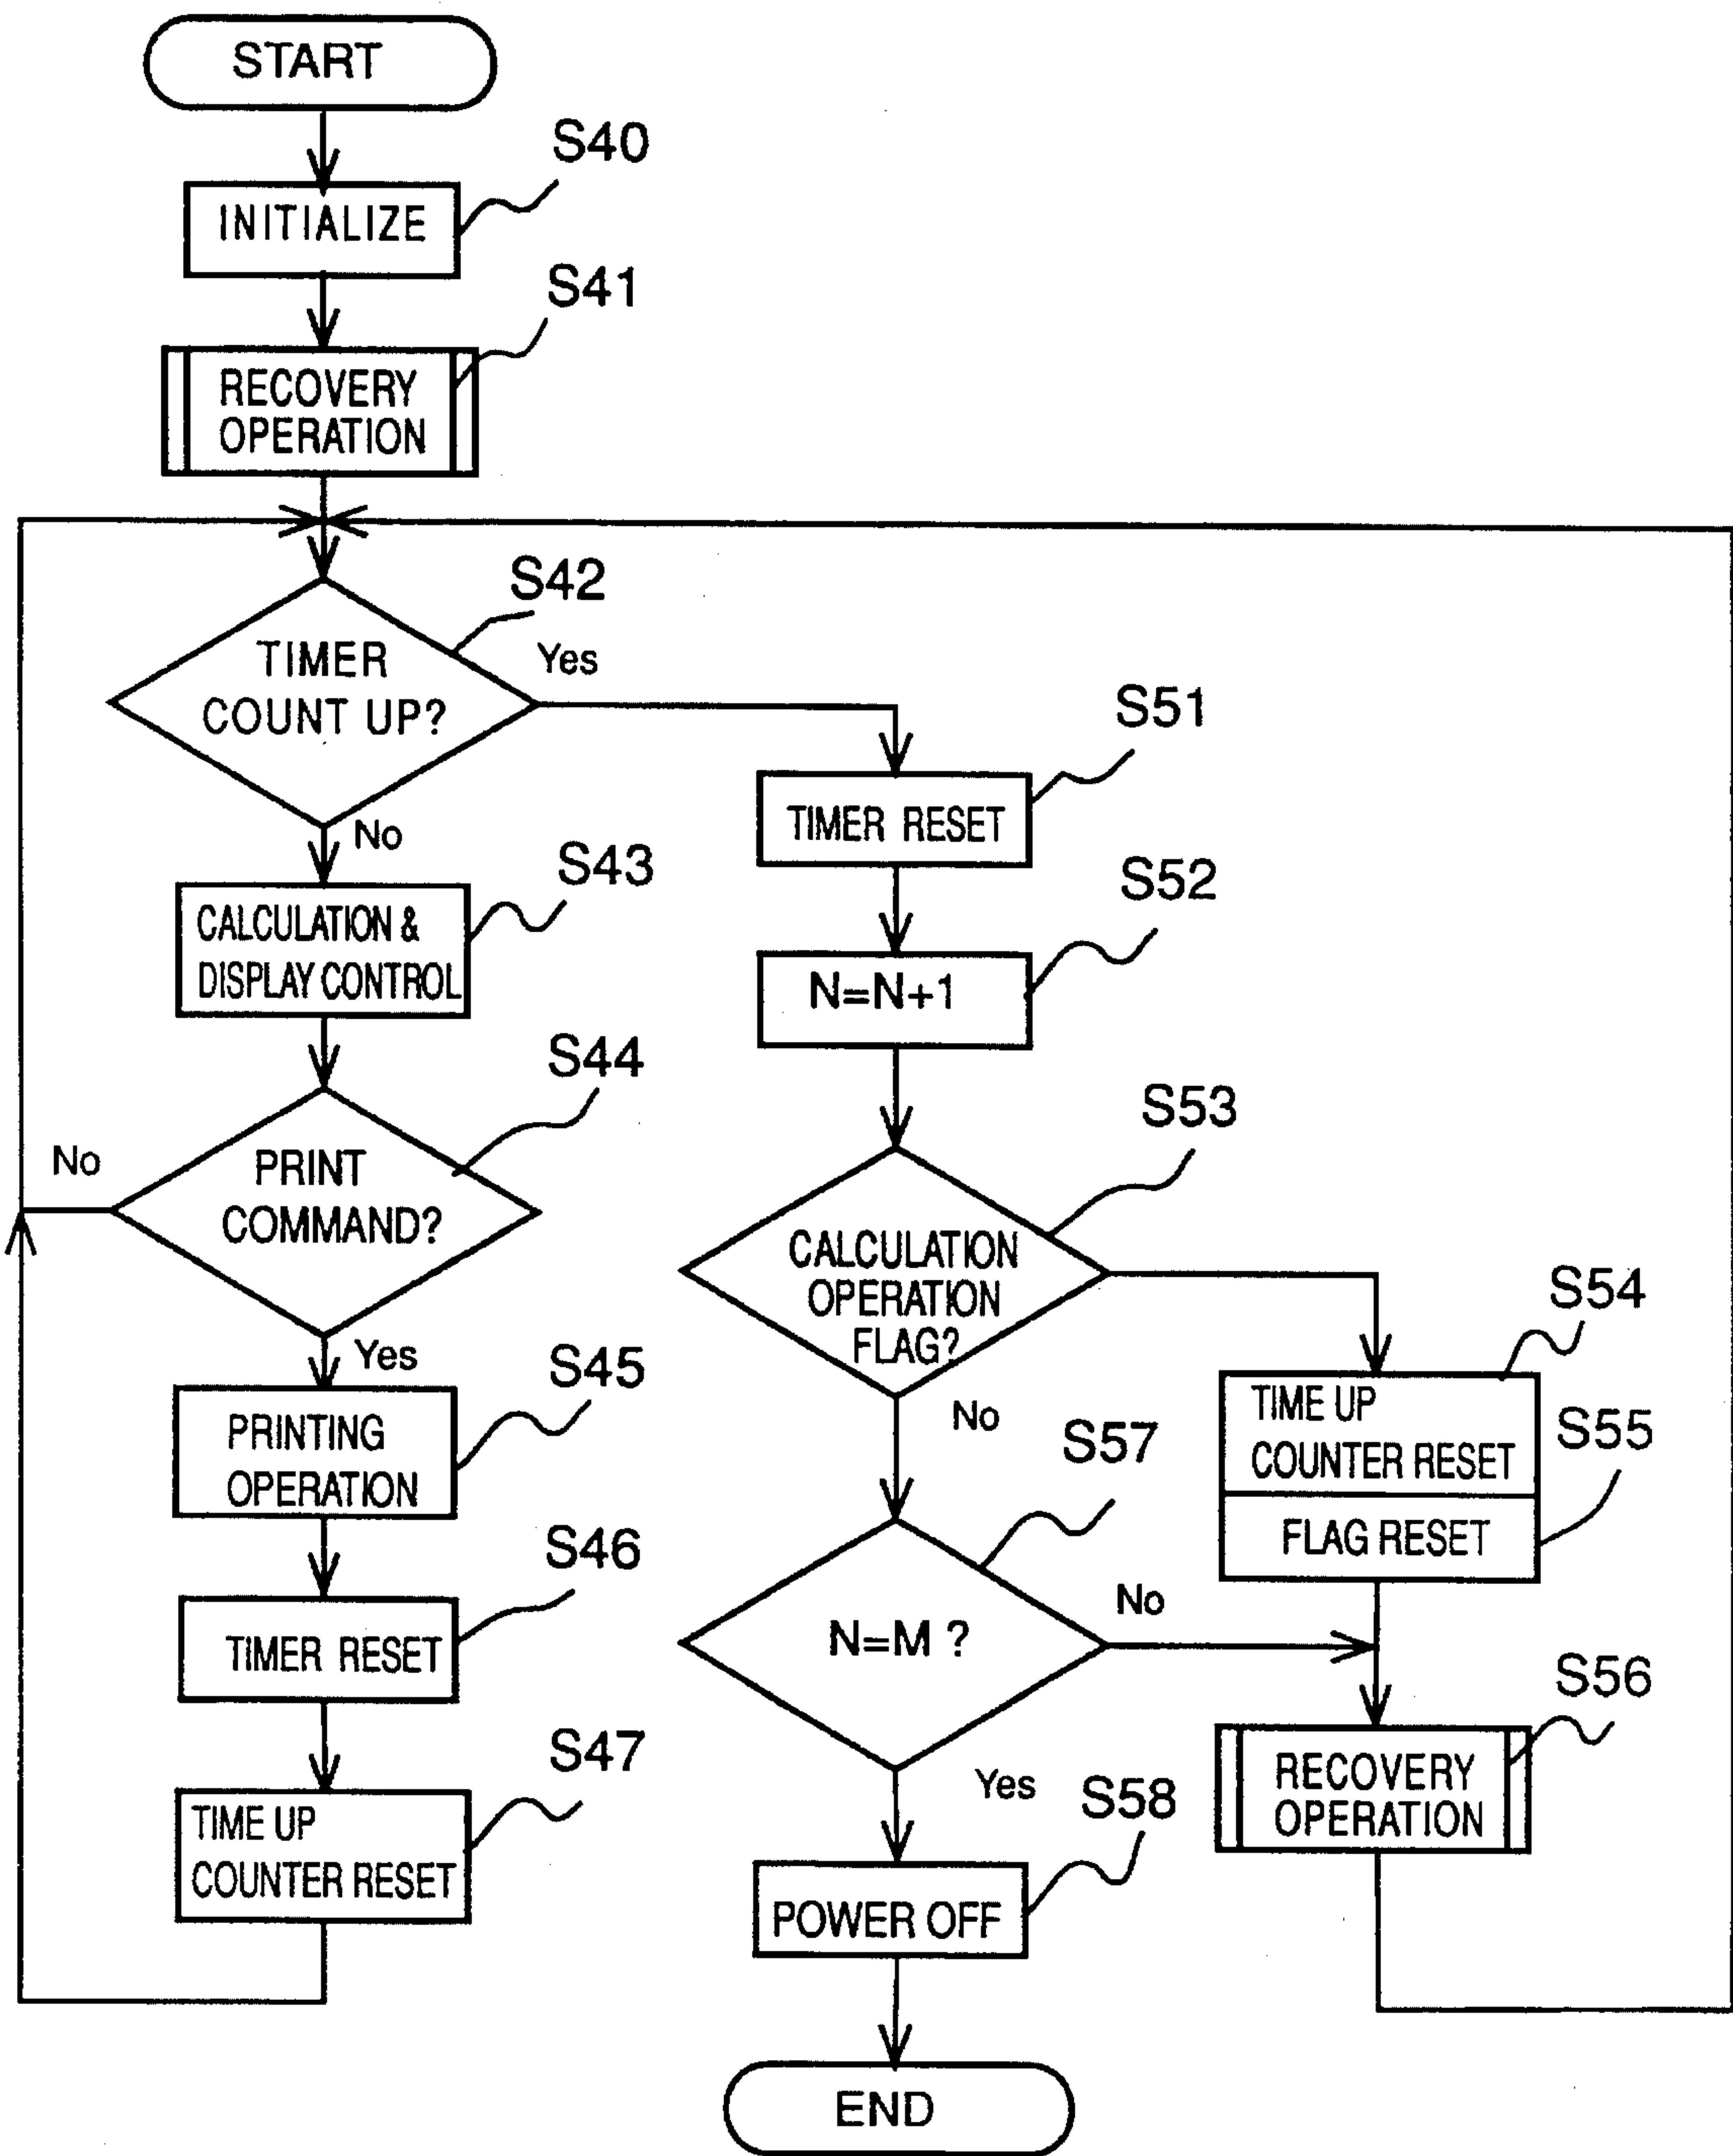 START
S40
INITIALIZE
S41
RECOVERY
OPERATION
S42
TIMER
COUNT UP?
Yes
No
S43
CALCULATION &
DISPLAY CONTROL
S44
No
PRINT
COMMAND?
Yes
S45
PRINTING
OPERATION
S46
TIMER RESET
S47
TIME UP
COUNTER RESET
S51
TIMER RESET
S52
N=N+1
S53
CALCULATION
OPERATION
FLAG?
No
S54
TIME UP
COUNTER RESET
S55
FLAG RESET
S57
N=M ?
No
Yes
S56
RECOVERY
OPERATION
S58
POWER OFF
END